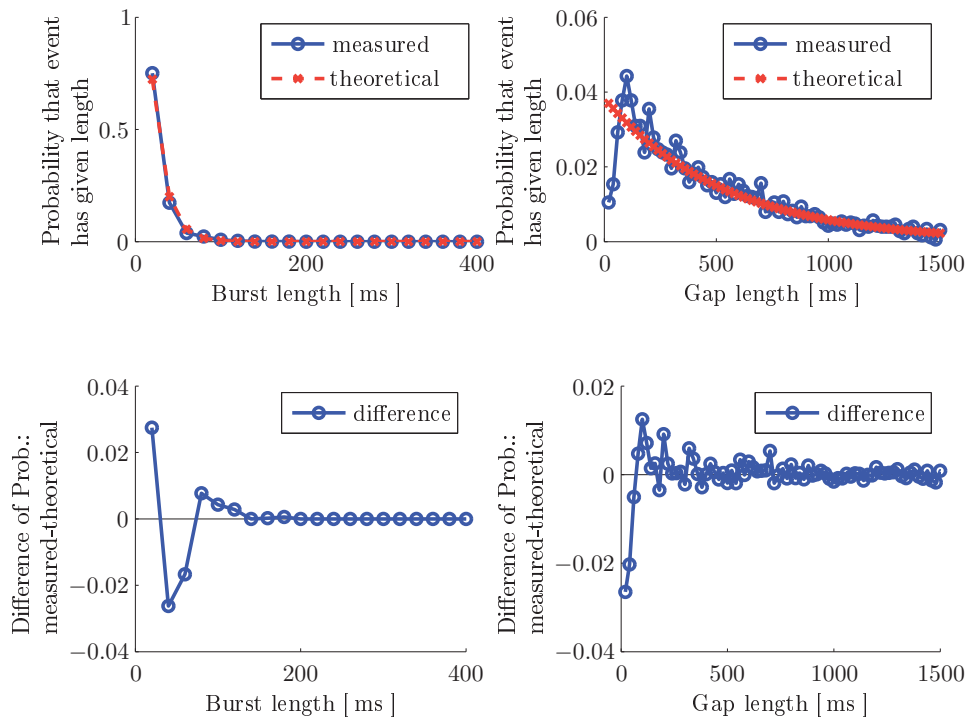 Probability that event
has given length
1
0.5
0
0
200
400
Burst length [ ms ]
measured
theoretical
Probability that event
has given length
0.06
0.04
0.02
0
0
500
1000
1500
Gap length [ ms ]
measured
theoretical
Difference of Prob.:
measured-theoretical
0.04
0.02
0
−0.02
−0.04
0
200
400
Burst length [ ms ]
difference
Difference of Prob.:
measured-theoretical
0.02
0
−0.02
−0.04
0
500
1000
1500
Gap length [ ms ]
difference